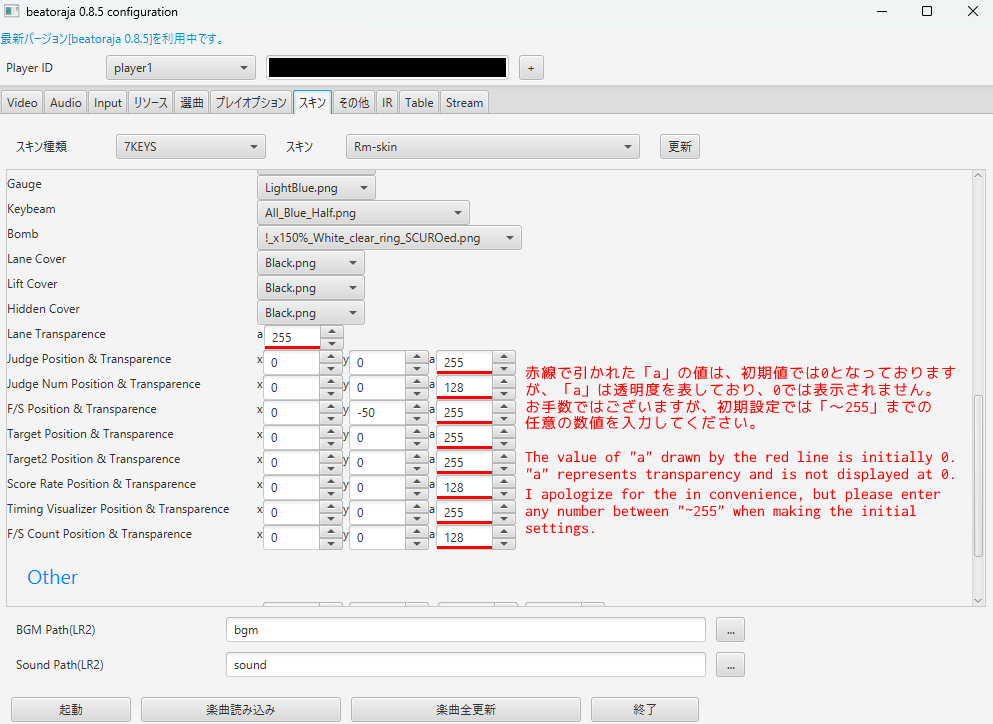 beatoraja 0.8.5 configuration
最新バージョン[beatoraja 0.8.5]を利用中です。
Player ID player1 +
Video Audio Input リソース 選曲 プレイオプション スキン その他 IR Table Stream
スキン種類 7KEYS スキン Rm-skin 更新
Gauge LightBlue.png
Keybeam All_Blue_Half.png
Bomb !_x150%_White_clear_ring_SCUROed.png
Lane Cover Black.png
Lift Cover Black.png
Hidden Cover Black.png
Lane Transparence a 255
Judge Position & Transparence x 0 y 0 a 255
Judge Num Position & Transparence x 0 y 0 a 128
F/S Position & Transparence x 0 y -50 a 255
Target Position & Transparence x 0 y 0 a 255
Target2 Position & Transparence x 0 y 0 a 255
Score Rate Position & Transparence x 0 y 0 a 128
Timing Visualizer Position & Transparence x 0 y 0 a 255
F/S Count Position & Transparence x 0 y 0 a 128
赤線で引かれた「a」の値は、初期値では0となっております
が、「a」は透明度を表しており、0では表示されません。
お手数ではございますが、初期設定では「～255」までの
任意の数値を入力してください。
The value of "a" drawn by the red line is initially 0.
"a" represents transparency and is not displayed at 0.
I apologize for the in convenience, but please enter
any number between "~255" when making the initial
settings.
Other
BGM Path(LR2) bgm ...
Sound Path(LR2) sound ...
起動 楽曲読み込み 楽曲全更新 終了